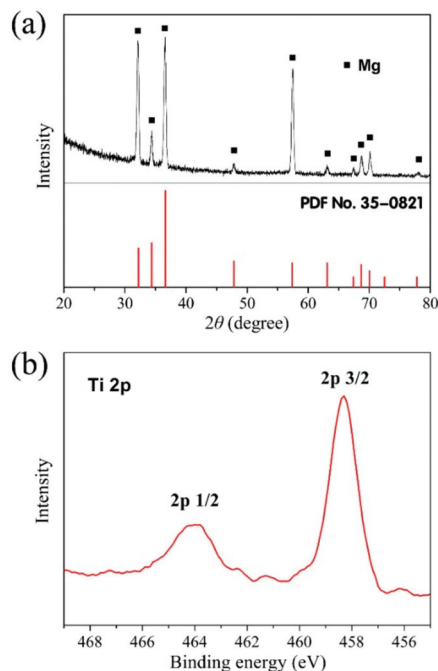 (a)
Mg
Intensity
PDF No. 35-0821
20 30 40 50 60 70 80
2θ (degree)
(b)
Ti 2p
2p 3/2
2p 1/2
Intensity
468 466 464 462 460 458 456
Binding energy (eV)